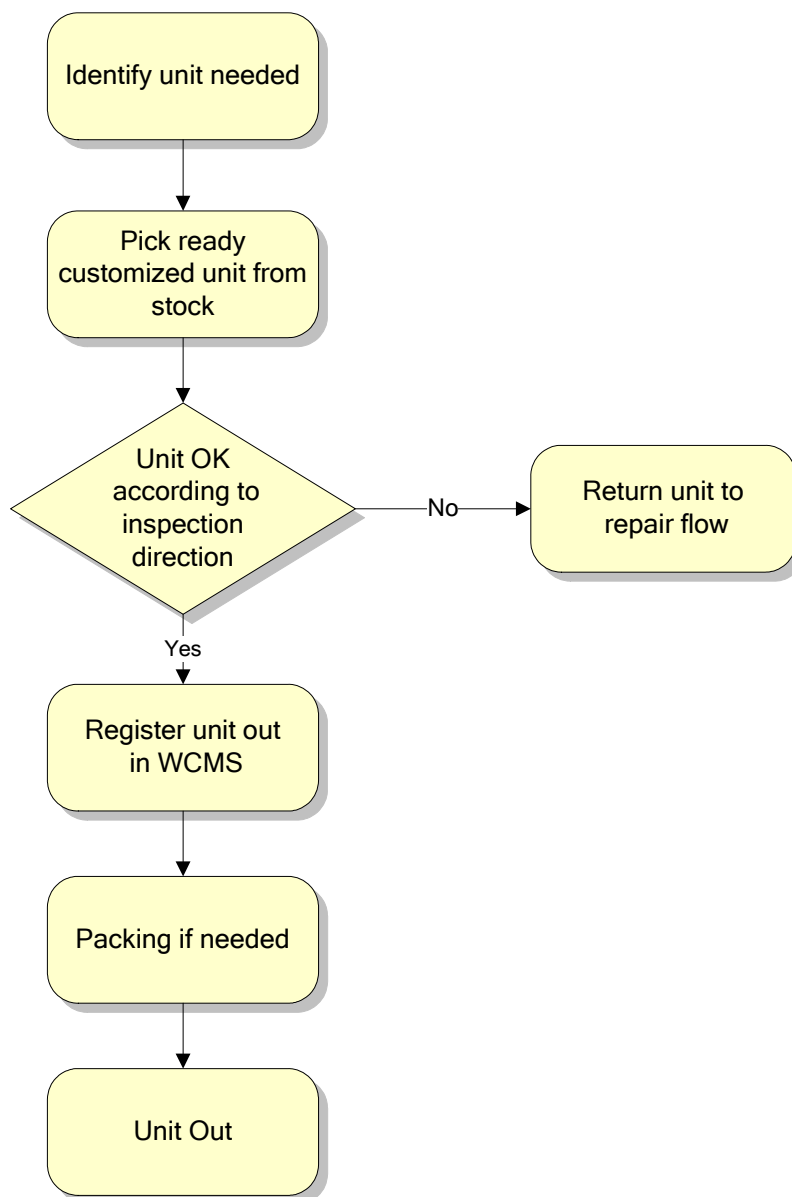 Identify unit needed
Pick ready
customized unit from
stock
Unit OK
according to
inspection
direction
No
Return unit to
repair flow
Yes
Register unit out
in WCMS
Packing if needed
Unit Out